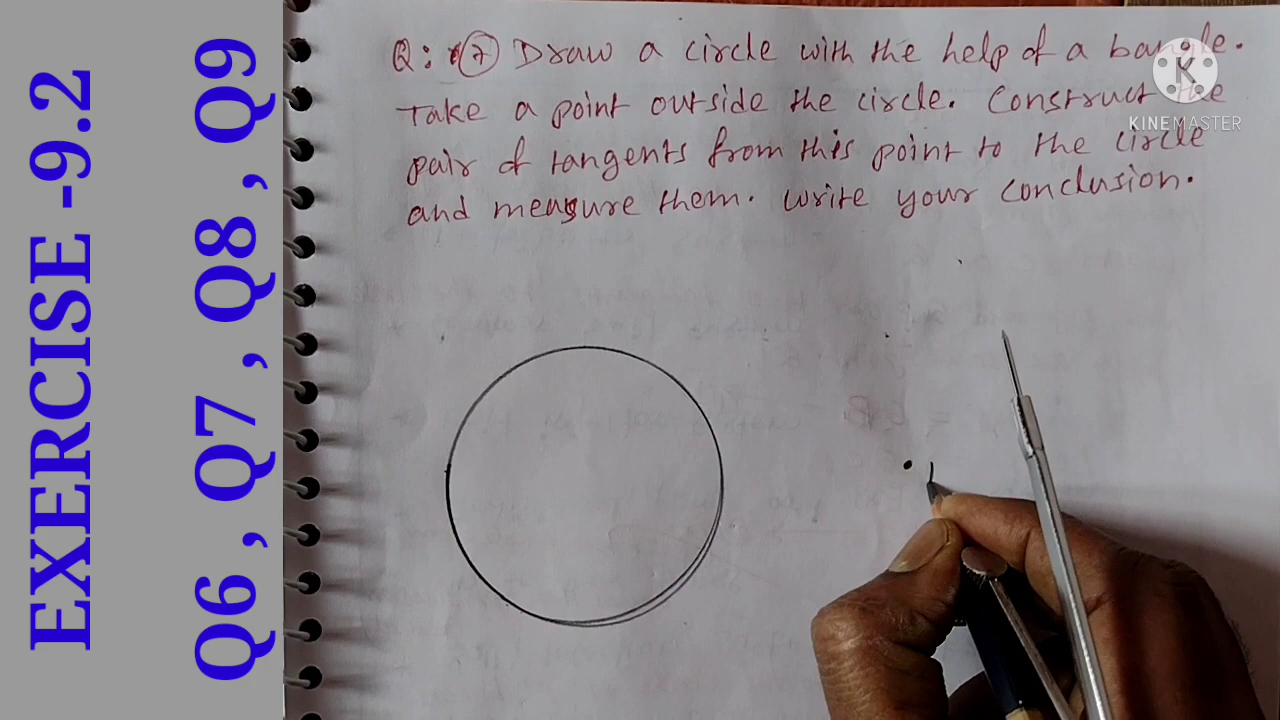 EXERCISE -9.2
Q6 , Q7 , Q8 , Q9
Q: 7 Draw a circle with the help of a bangle.
Take a point outside the circle. Construct the
pair of tangents from this point to the circle
and measure them. Write your conclusion.
K
KINEMASTER